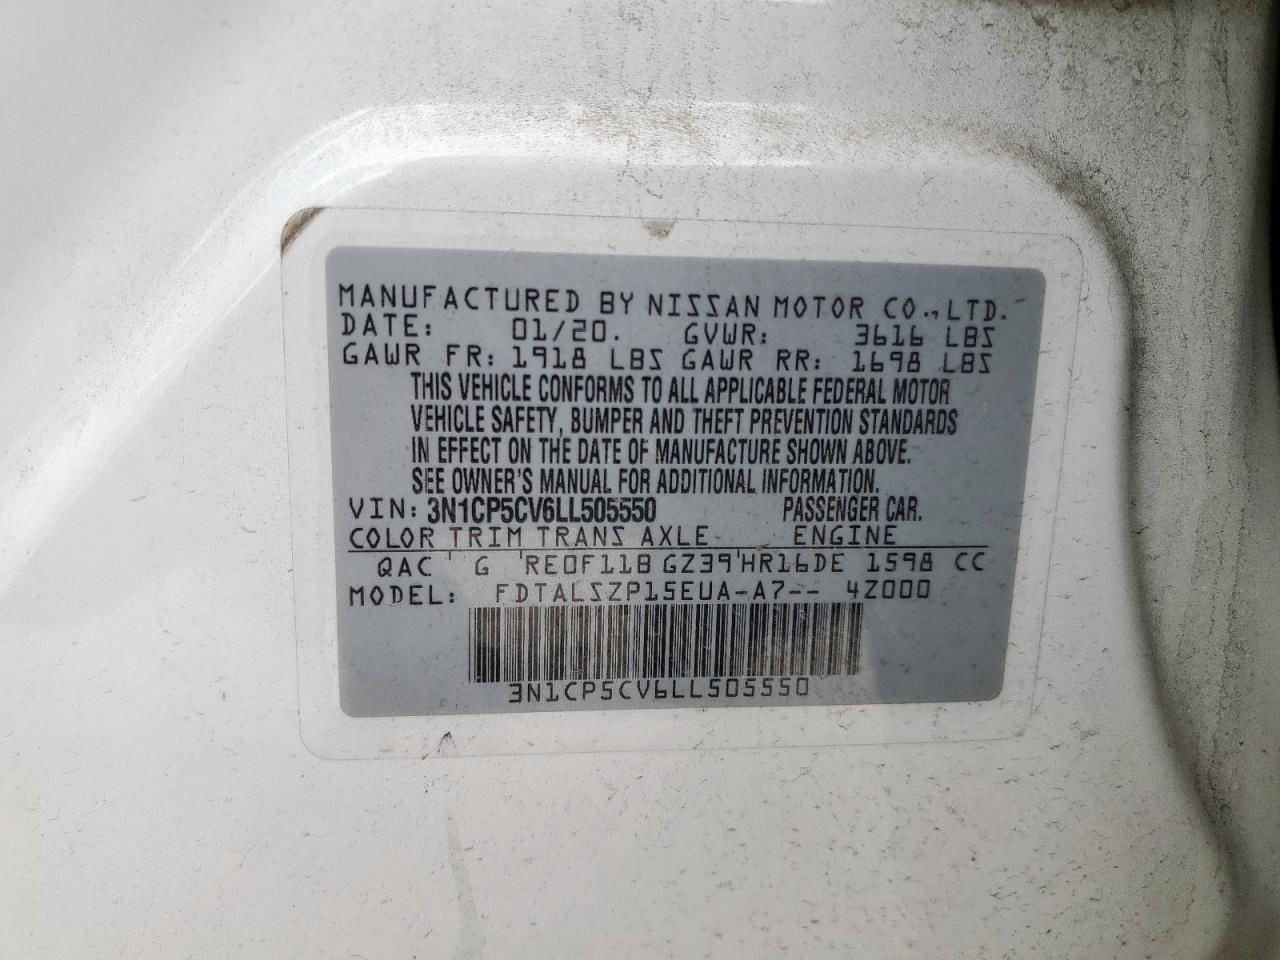 MANUFACTURED BY NISSAN MOTOR CO., LTD.
DATE: 01/20. GVWR: 3616 LBS
GAWR FR: 1918 LBS GAWR RR: 1698 LBS
THIS VEHICLE CONFORMS TO ALL APPLICABLE FEDERAL MOTOR
VEHICLE SAFETY, BUMPER AND THEFT PREVENTION STANDARDS
IN EFFECT ON THE DATE OF MANUFACTURE SHOWN ABOVE.
SEE OWNER'S MANUAL FOR ADDITIONAL INFORMATION.
VIN: 3N1CP5CV6LL505550 PASSENGER CAR.
COLOR TRIM TRANS AXLE ENGINE
QAC G RE0F11B GZ39 HR16DE 1598 CC
MODEL: FDTALSZP15EUA-A7-- 4Z000
3N1CP5CV6LL505550